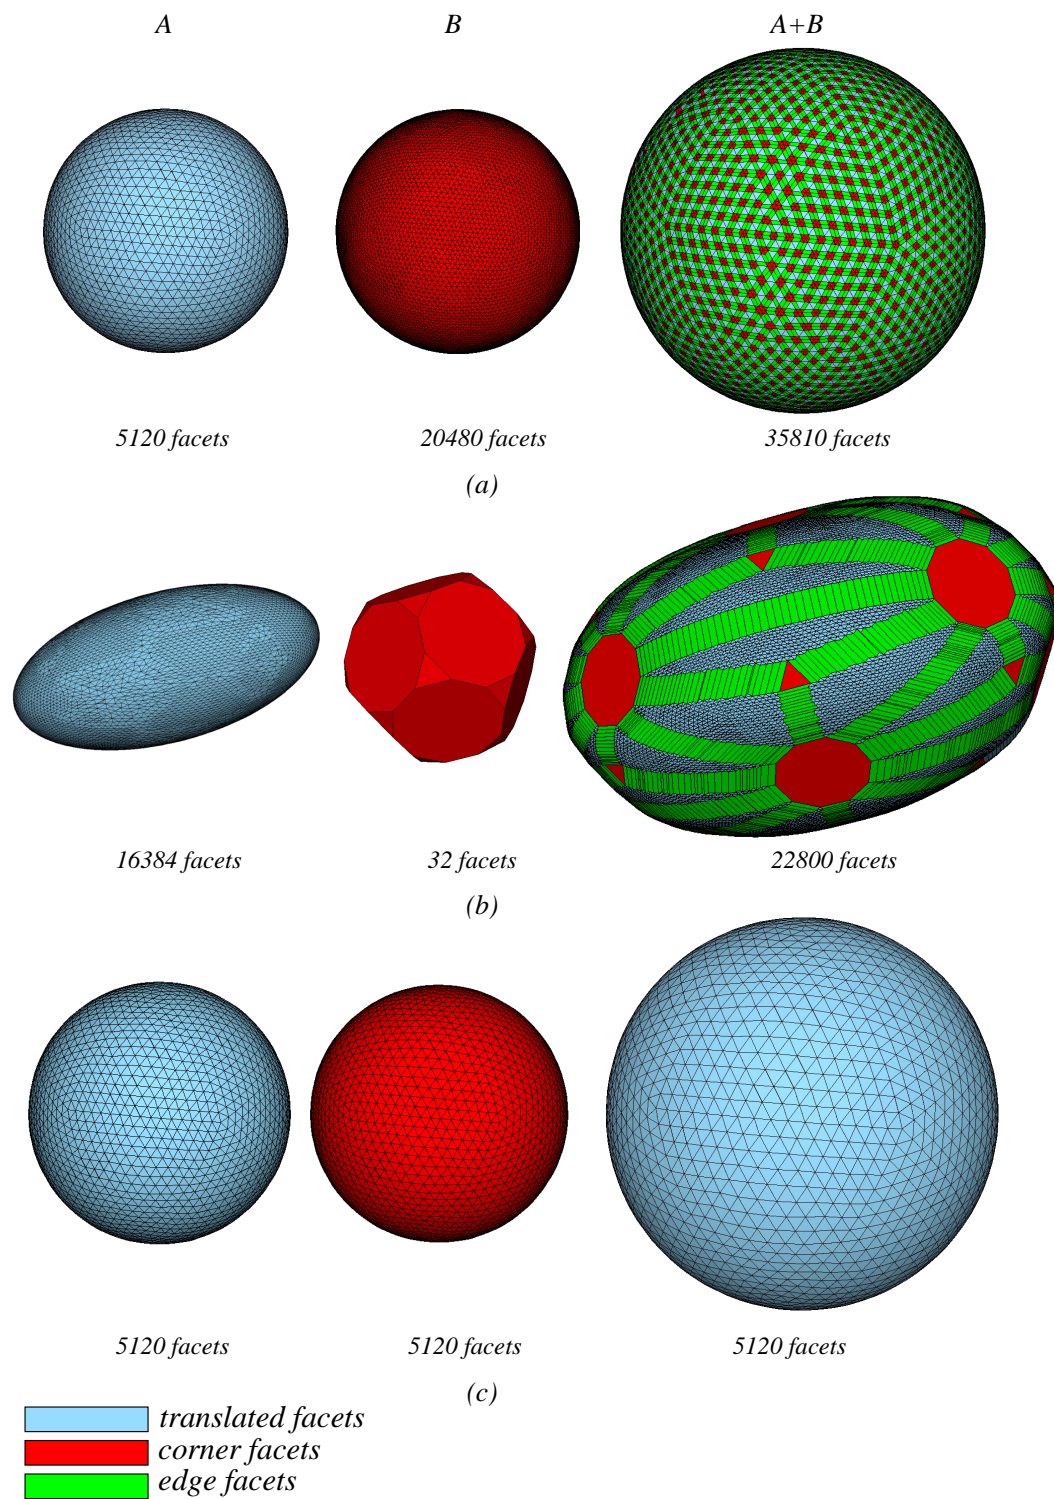 A B A+B
5120 facets 20480 facets 35810 facets
(a)
16384 facets 32 facets 22800 facets
(b)
5120 facets 5120 facets 5120 facets
(c)
translated facets
corner facets
edge facets